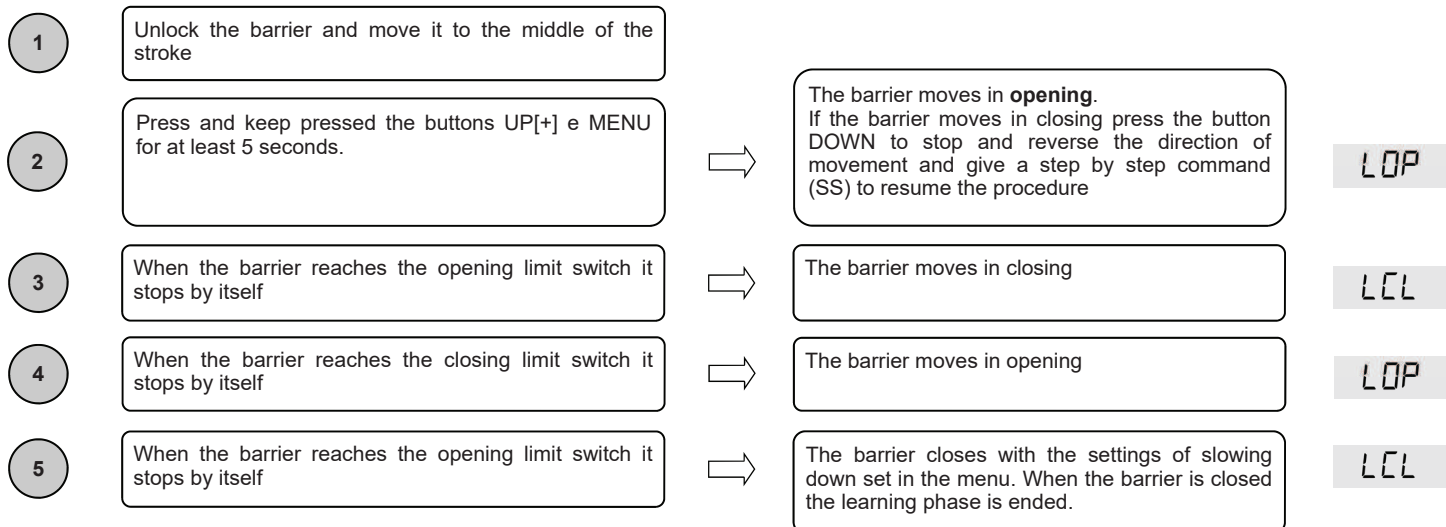 1
Unlock the barrier and move it to the middle of the
stroke
2
Press and keep pressed the buttons UP[+] e MENU
for at least 5 seconds.
The barrier moves in opening.
If the barrier moves in closing press the button
DOWN to stop and reverse the direction of
movement and give a step by step command
(SS) to resume the procedure
LOP
3
When the barrier reaches the opening limit switch it
stops by itself
The barrier moves in closing
LCL
4
When the barrier reaches the closing limit switch it
stops by itself
The barrier moves in opening
LOP
5
When the barrier reaches the opening limit switch it
stops by itself
The barrier closes with the settings of slowing
down set in the menu. When the barrier is closed
the learning phase is ended.
LCL